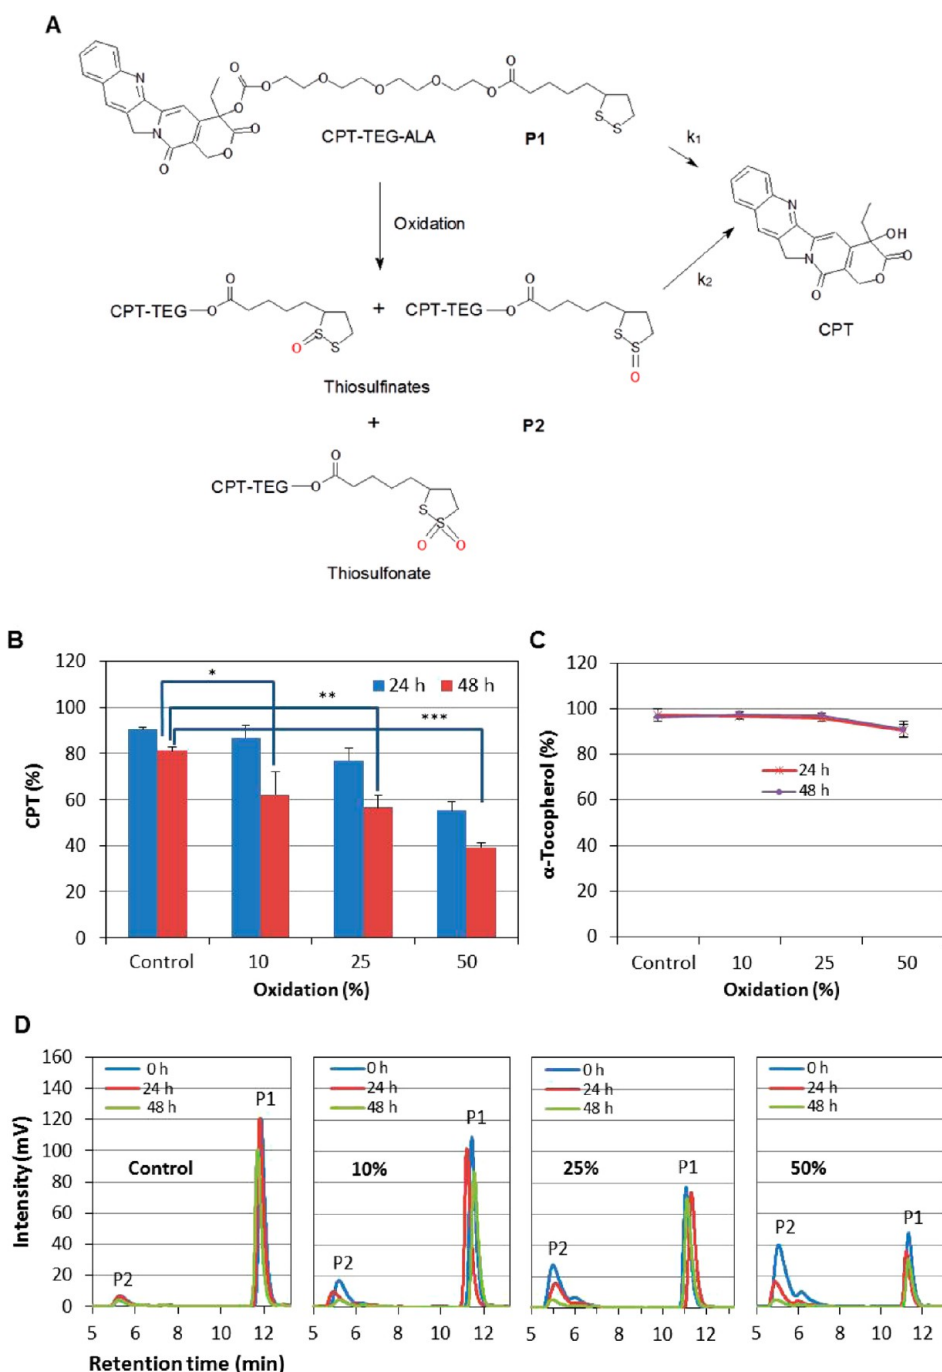 A
CPT-TEG-ALA P1
k1
Oxidation
k2
CPT
CPT-TEG
+
CPT-TEG
Thiosulfinates
+
P2
CPT-TEG
Thiosulfonate
N
N
O
O
O
O
O
O
O
O
O
O
O
O
S-S
N
N
O
OH
O
O
O
O
O
S
S
O
O
O
S
S
O
O
O
S
S
O
O
B
120
100
80
60
40
20
0
CPT (%)
24 h 48 h
*
**
***
Control 10 25 50
Oxidation (%)
C
120
100
80
60
40
20
0
α-Tocopherol (%)
24 h
48 h
Control 10 25 50
Oxidation (%)
D
160
140
120
100
80
60
40
20
0
Intensity (mV)
0 h
24 h
48 h
P1
Control
P2
5 6 8 10 12
0 h
24 h
48 h
P1
10%
P2
5 6 8 10 12
0 h
24 h
48 h
P1
25%
P2
5 6 8 10 12
0 h
24 h
48 h
50%
P2
P1
5 6 8 10 12
Retention time (min)